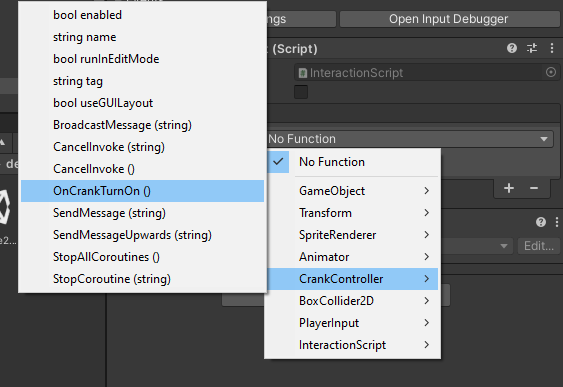 bool enabled
string name
bool runInEditMode
string tag
bool useGUILayout
BroadcastMessage (string)
CancelInvoke (string)
CancelInvoke ()
OnCrankTurnOn ()
SendMessage (string)
SendMessageUpwards (string)
StopAllCoroutines ()
StopCoroutine (string)
ngs
Open Input Debugger
(Script)
InteractionScript
No Function
No Function
GameObject
Transform
SpriteRenderer
Animator
CrankController
BoxCollider2D
PlayerInput
InteractionScript
Edit...
de